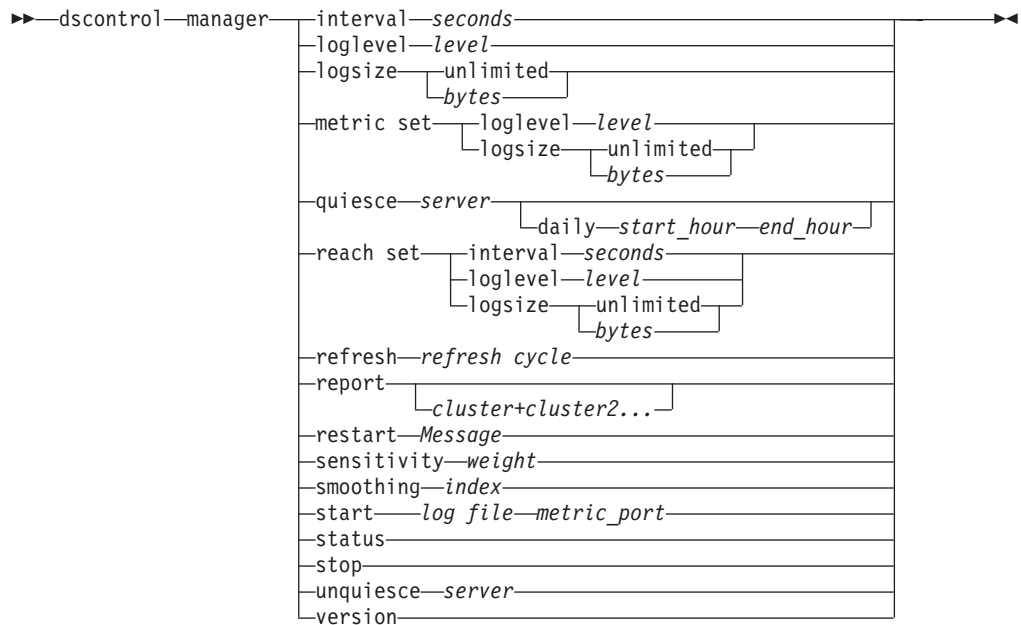 dscontrol manager interval seconds
loglevel level
logsize unlimited
bytes
metric set loglevel level
logsize unlimited
bytes
quiesce server
daily start_hour end_hour
reach set interval seconds
loglevel level
logsize unlimited
bytes
refresh refresh cycle
report
cluster+cluster2...
restart Message
sensitivity weight
smoothing index
start log file metric_port
status
stop
unquiesce server
version